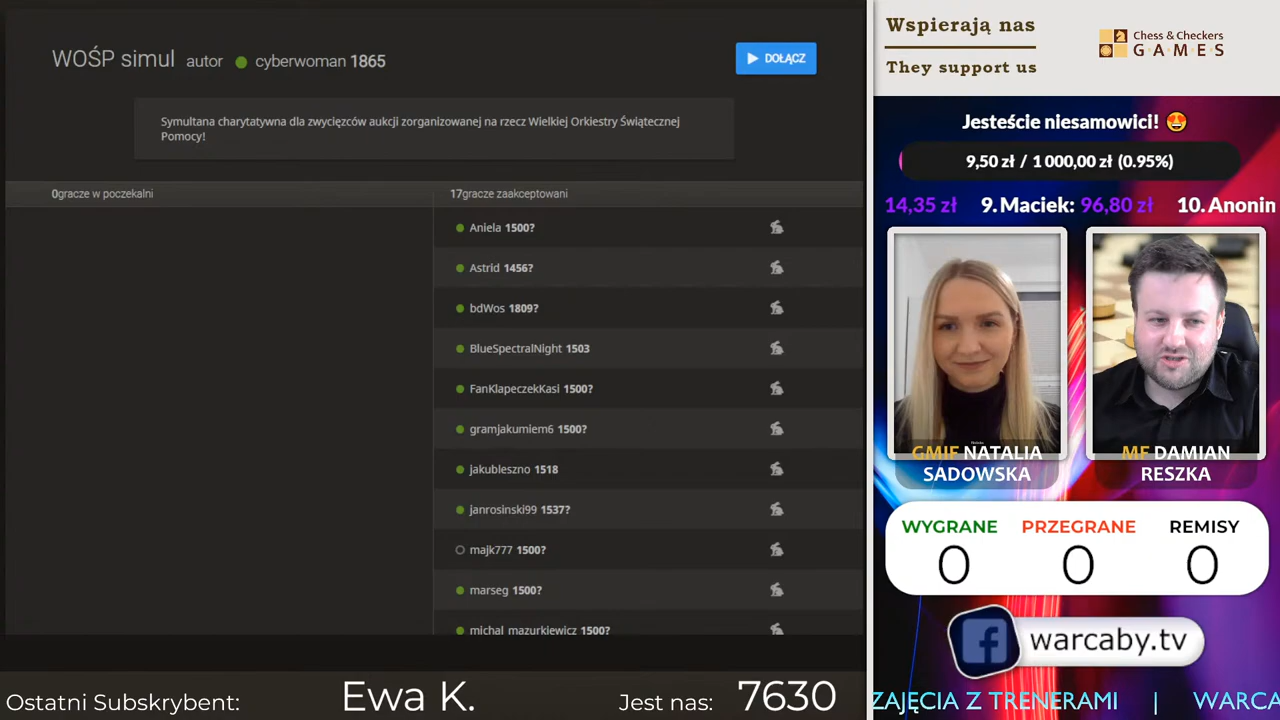 WOŚP simul autor cyberwoman 1865
DOŁĄCZ
Symultana charytatywna dla zwycięzców aukcji zorganizowanej na rzecz Wielkiej Orkiestry Świątecznej
Pomocy!
0gracze w poczekalni
17gracze zaakceptowani
Aniela 1500?
Astrid 1456?
bdWos 1809?
BlueSpectralNight 1503
FanKlapeczekKasi 1500?
gramjakumiem6 1500?
jakubleszno 1518
janrosinski99 1537?
majk777 1500?
marseg 1500?
michal_mazurkiewicz 1500?
Wspierają nas
They support us
Chess & Checkers
GAMES
Jesteście niesamowici! 😍
9,50 zł / 1 000,00 zł (0.95%)
14,35 zł 9. Maciek: 96,80 zł 10. Anonin
GMIF NATALIA
SADOWSKA
MF DAMIAN
RESZKA
WYGRANE PRZEGRANE REMISY
0 0 0
warcaby.tv
Ostatni Subskrybent: Ewa K. Jest nas: 7630
ZAJĘCIA Z TRENERAMI | WARCA